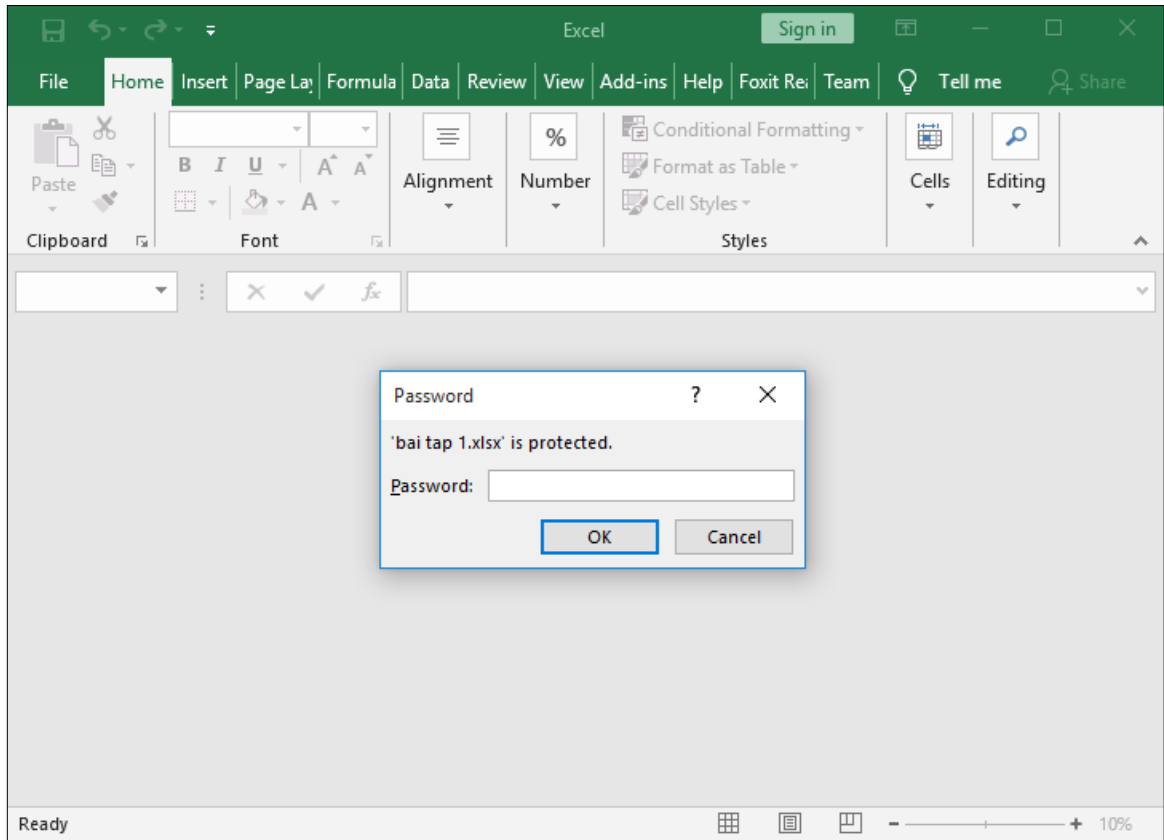 Excel Sign in
File Home Insert Page Lay Formula Data Review View Add-ins Help Foxit Rea Team Tell me Share
Paste
B I U A A
A
Alignment
%
Number
Conditional Formatting
Format as Table
Cell Styles
Cells
Editing
Clipboard Font Styles
fx
Password ? 
'bai tap 1.xlsx' is protected.
Password:
OK Cancel
Ready 10%